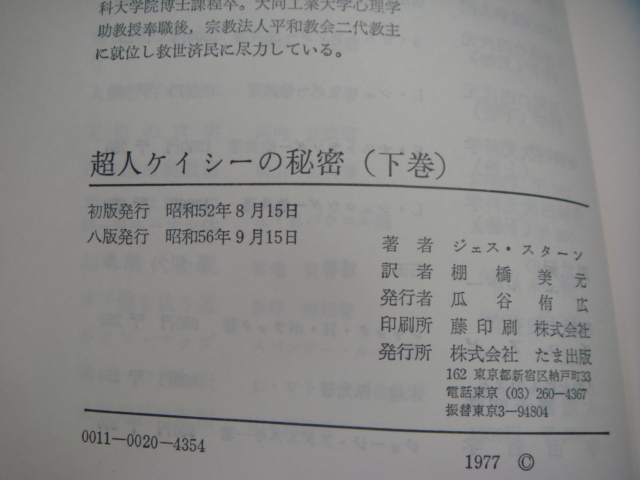 科大学院博士課程卒。大同工業大学心理学
助教授奉職後，宗教法人平和教会二代教主
に就位し救世済民に尽力している。
超人ケイシーの秘密（下巻）
初版発行 昭和52年8月15日
八版発行 昭和56年9月15日
著者 ジェス・スターン
訳者 棚橋美元
発行者 瓜谷侑広
印刷所 藤印刷株式会社
発行所 株式会社たま出版
162 東京都新宿区納戸町33
電話東京（03）260―4367
振替東京3―94804
0011―0020―4354
1977 ©